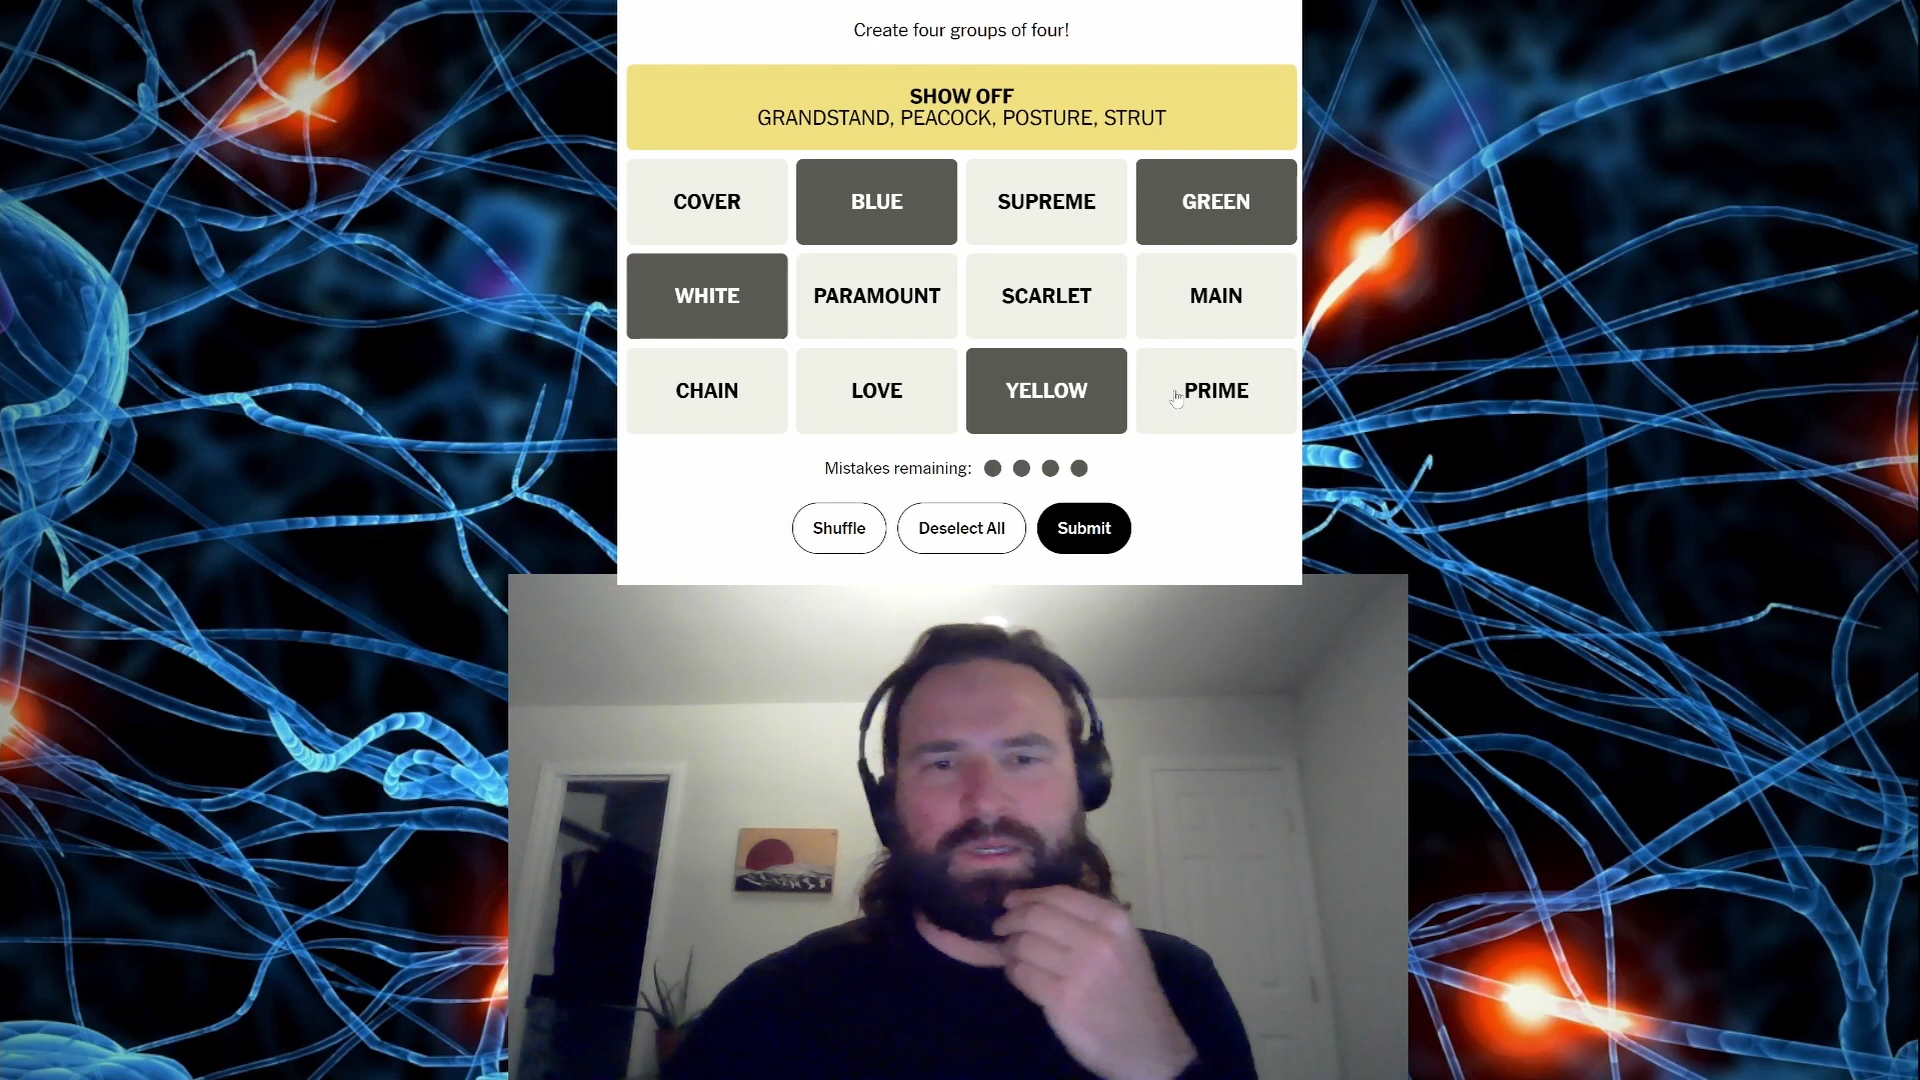 Create four groups of four!
SHOW OFF
GRANDSTAND, PEACOCK, POSTURE, STRUT
COVER BLUE SUPREME GREEN
WHITE PARAMOUNT SCARLET MAIN
CHAIN LOVE YELLOW PRIME
Mistakes remaining:
Shuffle Deselect All Submit